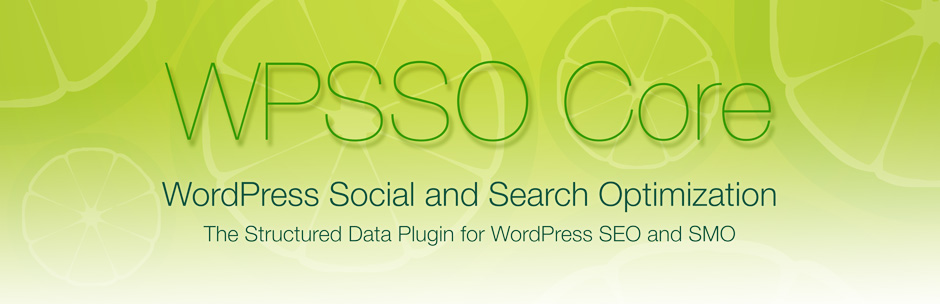 WPSSO Core
WordPress Social and Search Optimization
The Structured Data Plugin for WordPress SEO and SMO